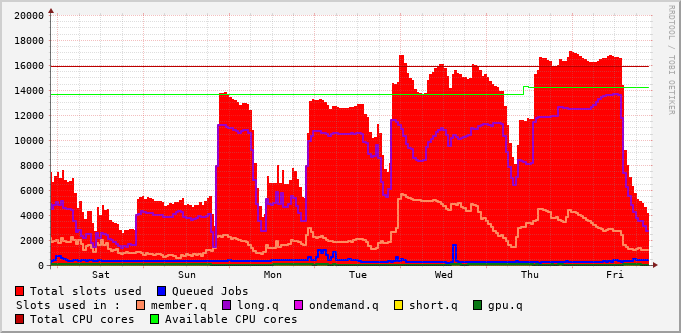 20000
18000
16000
14000
12000
10000
8000
6000
4000
2000
0
Sat Sun Mon Tue Wed Thu Fri
RRDTOOL / TOBI OETIKER
Total slots used Queued Jobs
Slots used in : member.q long.q ondemand.q short.q gpu.q
Total CPU cores Available CPU cores